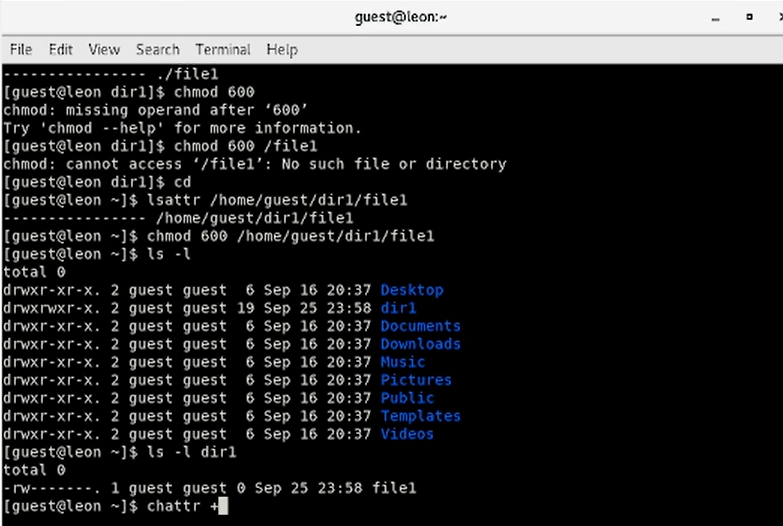 guest@leon:~
File Edit View Search Terminal Help
---------------- ./file1
[guest@leon dir1]$ chmod 600
chmod: missing operand after ‘600’
Try 'chmod --help' for more information.
[guest@leon dir1]$ chmod 600 /file1
chmod: cannot access ‘/file1’: No such file or directory
[guest@leon dir1]$ cd
[guest@leon ~]$ lsattr /home/guest/dir1/file1
---------------- /home/guest/dir1/file1
[guest@leon ~]$ chmod 600 /home/guest/dir1/file1
[guest@leon ~]$ ls -l
total 0
drwxr-xr-x. 2 guest guest  6 Sep 16 20:37 Desktop
drwxrwxr-x. 2 guest guest 19 Sep 25 23:58 dir1
drwxr-xr-x. 2 guest guest  6 Sep 16 20:37 Documents
drwxr-xr-x. 2 guest guest  6 Sep 16 20:37 Downloads
drwxr-xr-x. 2 guest guest  6 Sep 16 20:37 Music
drwxr-xr-x. 2 guest guest  6 Sep 16 20:37 Pictures
drwxr-xr-x. 2 guest guest  6 Sep 16 20:37 Public
drwxr-xr-x. 2 guest guest  6 Sep 16 20:37 Templates
drwxr-xr-x. 2 guest guest  6 Sep 16 20:37 Videos
[guest@leon ~]$ ls -l dir1
total 0
-rw-------. 1 guest guest 0 Sep 25 23:58 file1
[guest@leon ~]$ chattr +